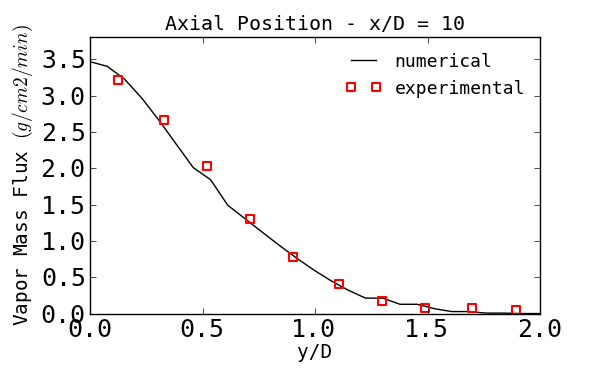 Axial Position - x/D = 10
numerical
experimental
Vapor Mass Flux (g/cm2/min)
3.5
3.0
2.5
2.0
1.5
1.0
0.5
0.0
0.0 0.5 1.0 1.5 2.0
y/D